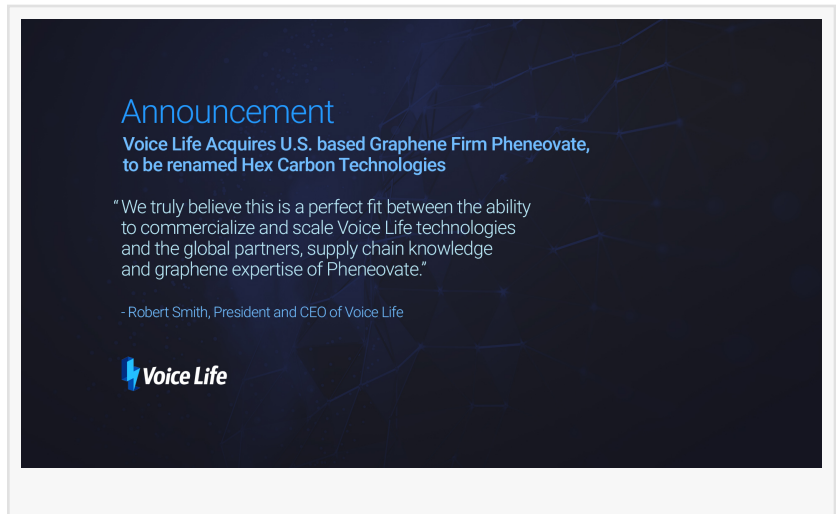 Announcement
Voice Life Acquires U.S. based Graphene Firm Pheneovate,
to be renamed Hex Carbon Technologies
“We truly believe this is a perfect fit between the ability
to commercialize and scale Voice Life technologies
and the global partners, supply chain knowledge
and graphene expertise of Pheneovate.”
- Robert Smith, President and CEO of Voice Life
Voice Life